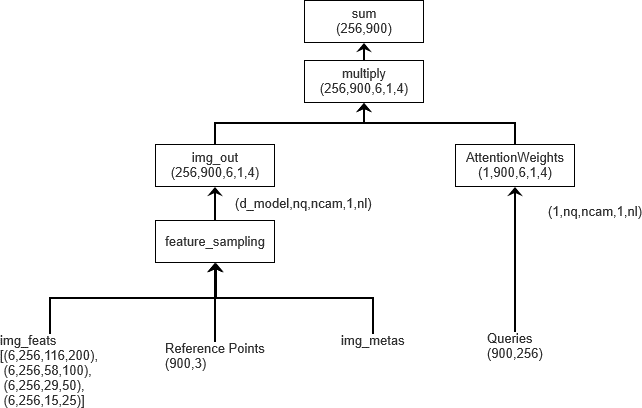 sum
(256,900)
multiply
(256,900,6,1,4)
img_out
(256,900,6,1,4)
AttentionWeights
(1,900,6,1,4)
(d_model,nq,ncam,1,nl)
(1,nq,ncam,1,nl)
feature_sampling
img_feats
[(6,256,116,200),
(6,256,58,100),
(6,256,29,50),
(6,256,15,25)]
Reference Points
(900,3)
img_metas
Queries
(900,256)